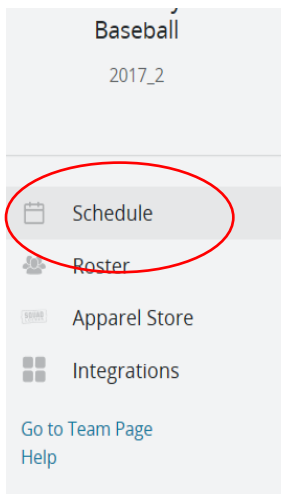 Baseball
2017_2
Schedule
Roster
Apparel Store
Integrations
Go to Team Page
Help